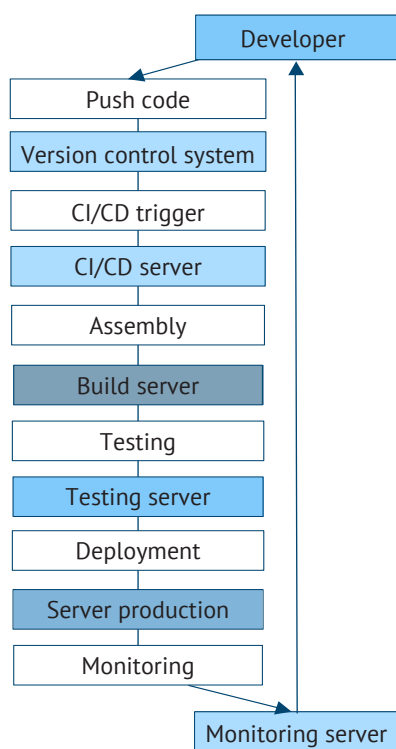 Developer
Push code
Version control system
CI/CD trigger
CI/CD server
Assembly
Build server
Testing
Testing server
Deployment
Server production
Monitoring
Monitoring server